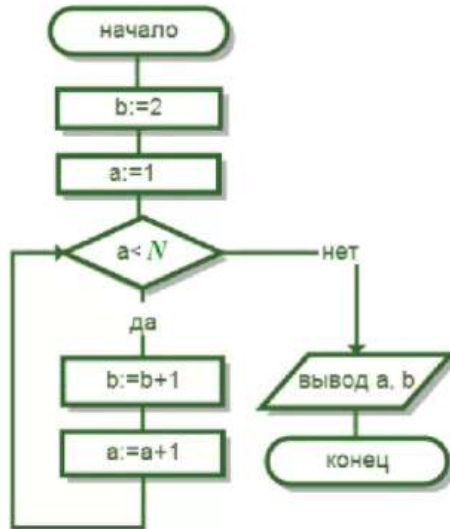 начало
b:=2
a:=1
a< N
нет
да
b:=b+1
вывод a, b
a:=a+1
конец